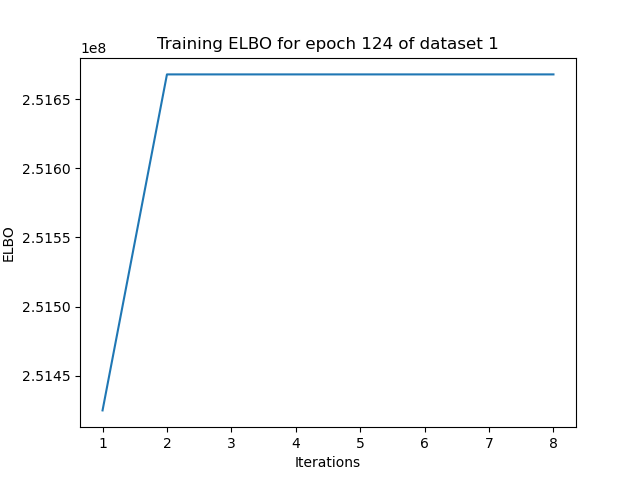 Training ELBO for epoch 124 of dataset 1
1e8
2.5165
2.5160
2.5155
2.5150
2.5145
ELBO
1 2 3 4 5 6 7 8
Iterations